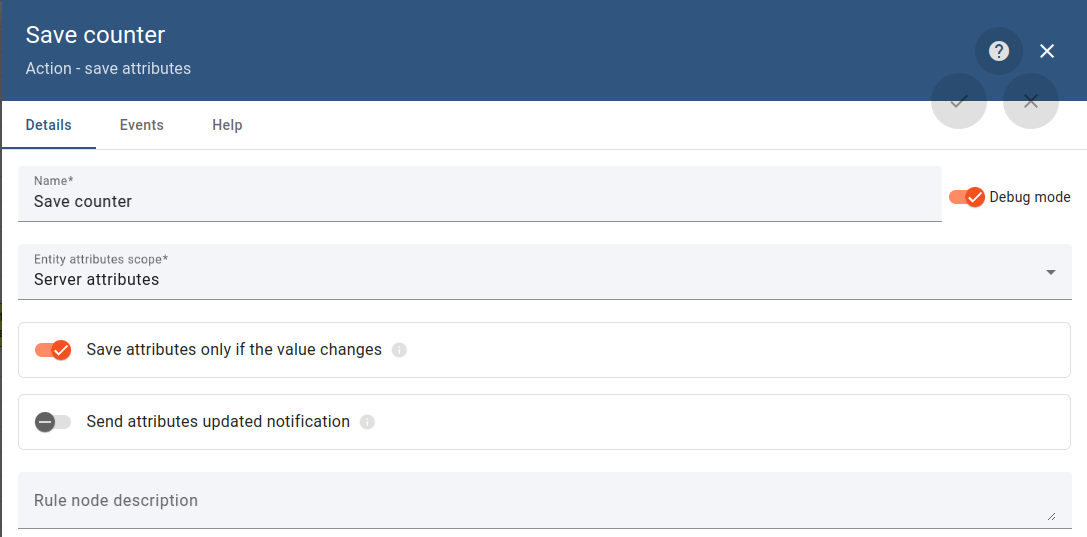 Save counter
Action - save attributes
Details Events Help
Name*
Save counter
Debug mode
Entity attributes scope*
Server attributes
Save attributes only if the value changes
Send attributes updated notification
Rule node description